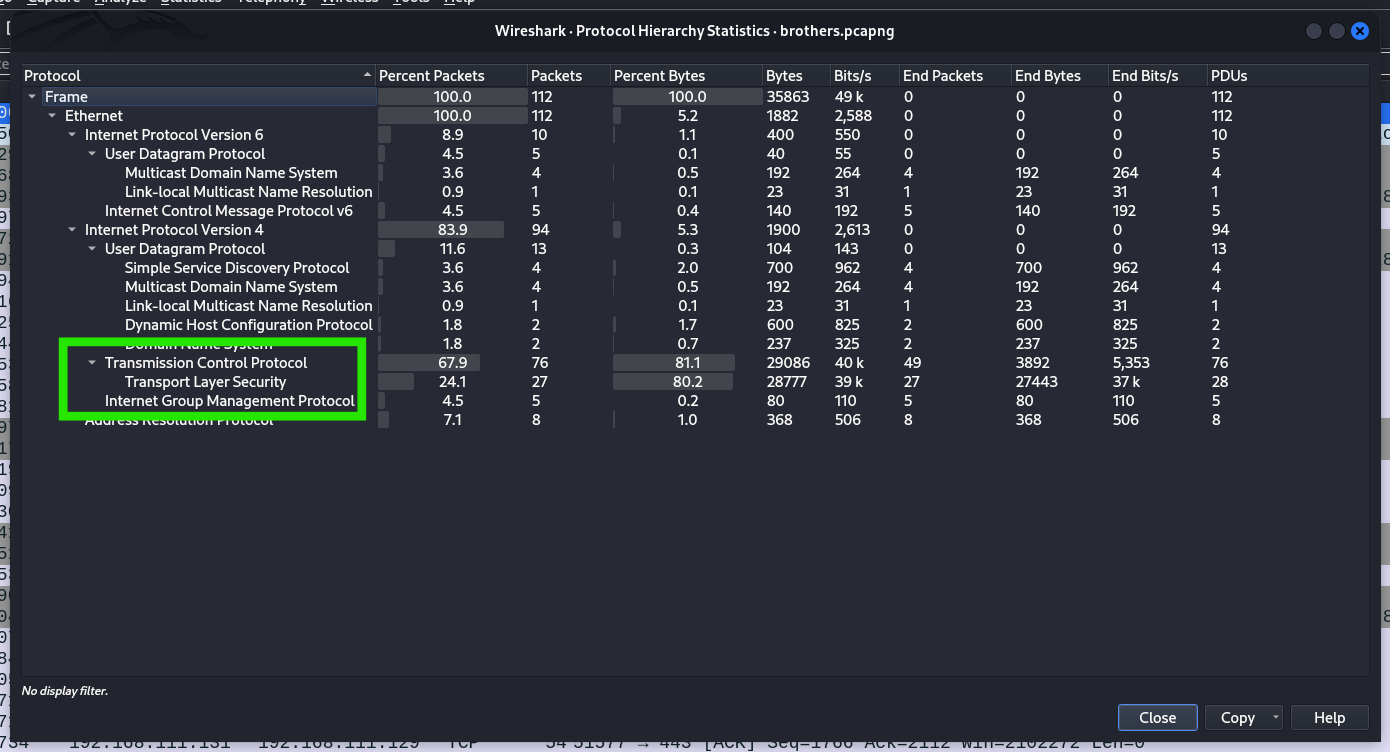 Capture Analyze Statistics Telephony Wireless Tools Help
Wireshark · Protocol Hierarchy Statistics · brothers.pcapng
Protocol Percent Packets Packets Percent Bytes Bytes Bits/s End Packets End Bytes End Bits/s PDUs
Frame 100.0 112 100.0 35863 49 k 0 0 0 112
Ethernet 100.0 112 5.2 1882 2,588 0 0 0 112
Internet Protocol Version 6 8.9 10 1.1 400 550 0 0 0 10
User Datagram Protocol 4.5 5 0.1 40 55 0 0 0 5
Multicast Domain Name System 3.6 4 0.5 192 264 4 192 264 4
Link-local Multicast Name Resolution 0.9 1 0.1 23 31 1 23 31 1
Internet Control Message Protocol v6 4.5 5 0.4 140 192 5 140 192 5
Internet Protocol Version 4 83.9 94 5.3 1900 2,613 0 0 0 94
User Datagram Protocol 11.6 13 0.3 104 143 0 0 0 13
Simple Service Discovery Protocol 3.6 4 2.0 700 962 4 700 962 4
Multicast Domain Name System 3.6 4 0.5 192 264 4 192 264 4
Link-local Multicast Name Resolution 0.9 1 0.1 23 31 1 23 31 1
Dynamic Host Configuration Protocol 1.8 2 1.7 600 825 2 600 825 2
Domain Name System 1.8 2 0.7 237 325 2 237 325 2
Transmission Control Protocol 67.9 76 81.1 29086 40 k 49 3892 5,353 76
Transport Layer Security 24.1 27 80.2 28777 39 k 27 27443 37 k 28
Internet Group Management Protocol 4.5 5 0.2 80 110 5 80 110 5
Address Resolution Protocol 7.1 8 1.0 368 506 8 368 506 8
No display filter.
Close Copy Help
734 192.168.111.131 192.168.111.129 TCP 54 51577 → 443 [ACK] Seq=1766 Ack=2112 Win=2102272 Len=0